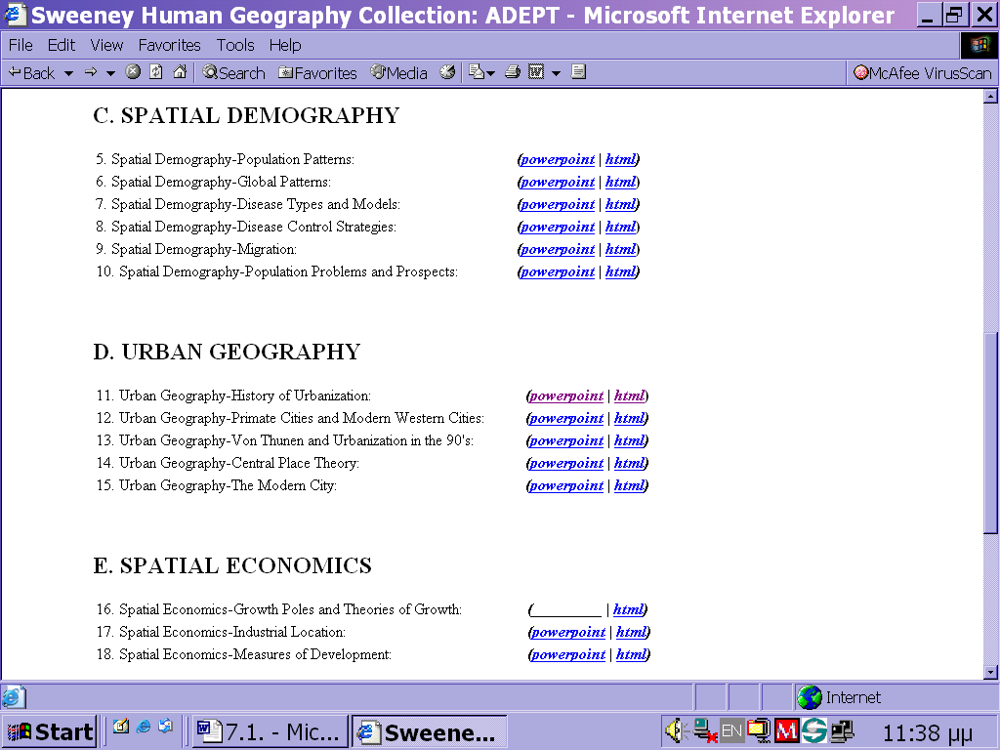 Sweeney Human Geography Collection: ADEPT - Microsoft Internet Explorer
File Edit View Favorites Tools Help
Back Search Favorites Media McAfee VirusScan
C. SPATIAL DEMOGRAPHY
5. Spatial Demography-Population Patterns: (powerpoint | html)
6. Spatial Demography-Global Patterns: (powerpoint | html)
7. Spatial Demography-Disease Types and Models: (powerpoint | html)
8. Spatial Demography-Disease Control Strategies: (powerpoint | html)
9. Spatial Demography-Migration: (powerpoint | html)
10. Spatial Demography-Population Problems and Prospects: (powerpoint | html)
D. URBAN GEOGRAPHY
11. Urban Geography-History of Urbanization: (powerpoint | html)
12. Urban Geography-Primate Cities and Modern Western Cities: (powerpoint | html)
13. Urban Geography-Von Thunen and Urbanization in the 90's: (powerpoint | html)
14. Urban Geography-Central Place Theory: (powerpoint | html)
15. Urban Geography-The Modern City: (powerpoint | html)
E. SPATIAL ECONOMICS
16. Spatial Economics-Growth Poles and Theories of Growth: (_________ | html)
17. Spatial Economics-Industrial Location: (powerpoint | html)
18. Spatial Economics-Measures of Development: (powerpoint | html)
Internet
Start 7.1. - Mic... Sweene... EN 11:38 μμ